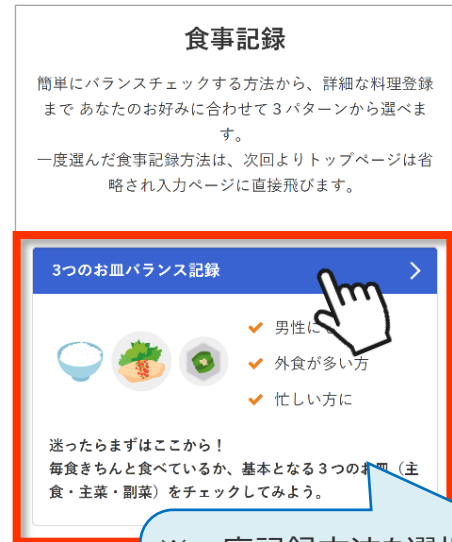 食事記録
簡単にバランスチェックする方法から、詳細な料理登録
まで あなたのお好みに合わせて３パターンから選べま
す。
一度選んだ食事記録方法は、次回よりトップページは省
略され入力ページに直接飛びます。
3つのお皿バランス記録
男性に
外食が多い方
忙しい方に
迷ったらまずはここから！
毎食きちんと食べているか、基本となる３つのお皿（主
食・主菜・副菜）をチェックしてみよう。